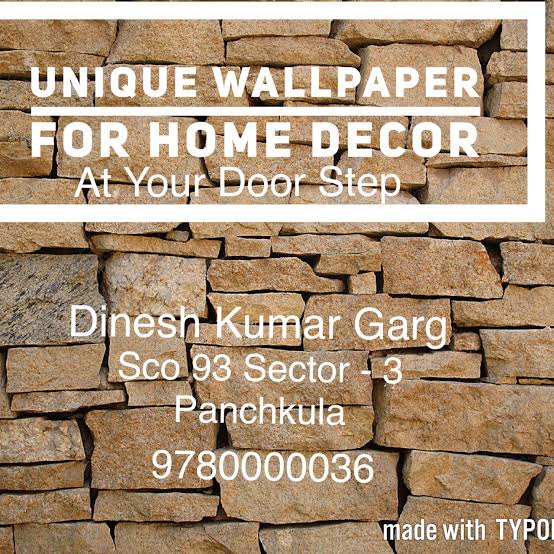 UNIQUE WALLPAPER
FOR HOME DECOR
At Your Door Step
Dinesh Kumar Garg
Sco 93 Sector - 3
Panchkula
9780000036
made with